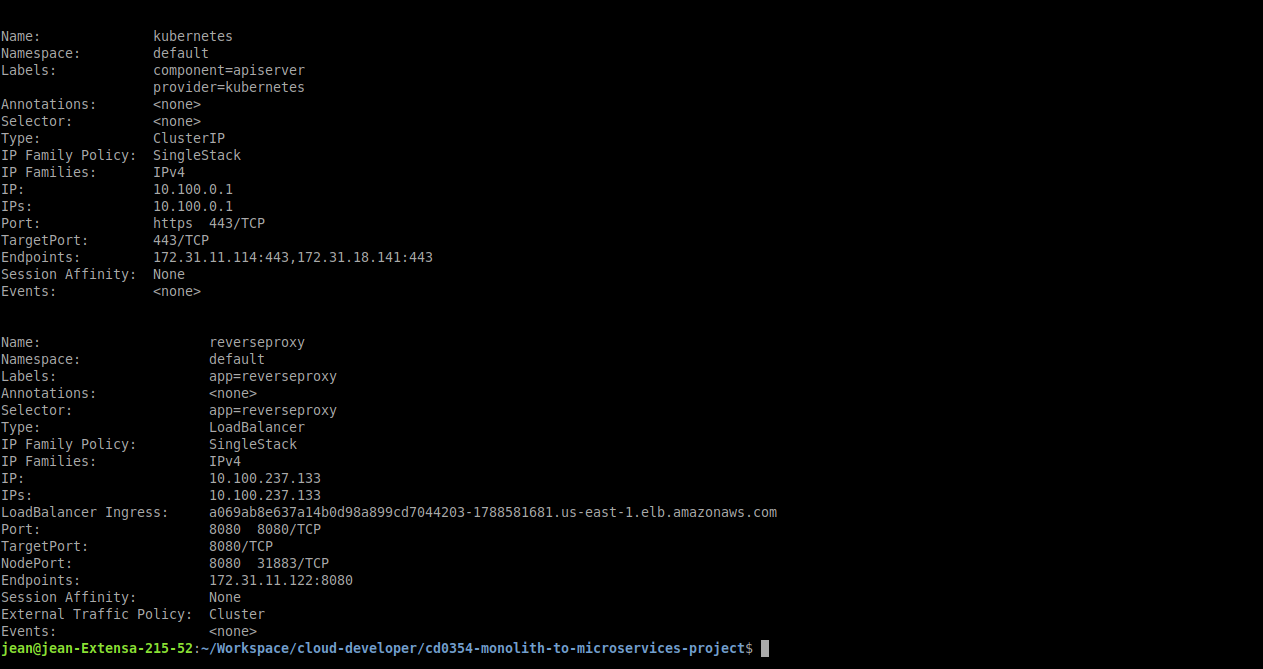 Name:              kubernetes
Namespace:         default
Labels:            component=apiserver
                   provider=kubernetes
Annotations:       <none>
Selector:          <none>
Type:              ClusterIP
IP Family Policy:  SingleStack
IP Families:       IPv4
IP:                10.100.0.1
IPs:               10.100.0.1
Port:              https  443/TCP
TargetPort:        443/TCP
Endpoints:         172.31.11.114:443,172.31.18.141:443
Session Affinity:  None
Events:            <none>
Name:                     reverseproxy
Namespace:                default
Labels:                   app=reverseproxy
Annotations:              <none>
Selector:                 app=reverseproxy
Type:                     LoadBalancer
IP Family Policy:         SingleStack
IP Families:              IPv4
IP:                       10.100.237.133
IPs:                      10.100.237.133
LoadBalancer Ingress:     a069ab8e637a14b0d98a899cd7044203-1788581681.us-east-1.elb.amazonaws.com
Port:                     8080  8080/TCP
TargetPort:               8080/TCP
NodePort:                 8080  31883/TCP
Endpoints:                172.31.11.122:8080
Session Affinity:         None
External Traffic Policy:  Cluster
Events:                   <none>
jean@jean-Extensa-215-52:~/Workspace/cloud-developer/cd0354-monolith-to-microservices-project$